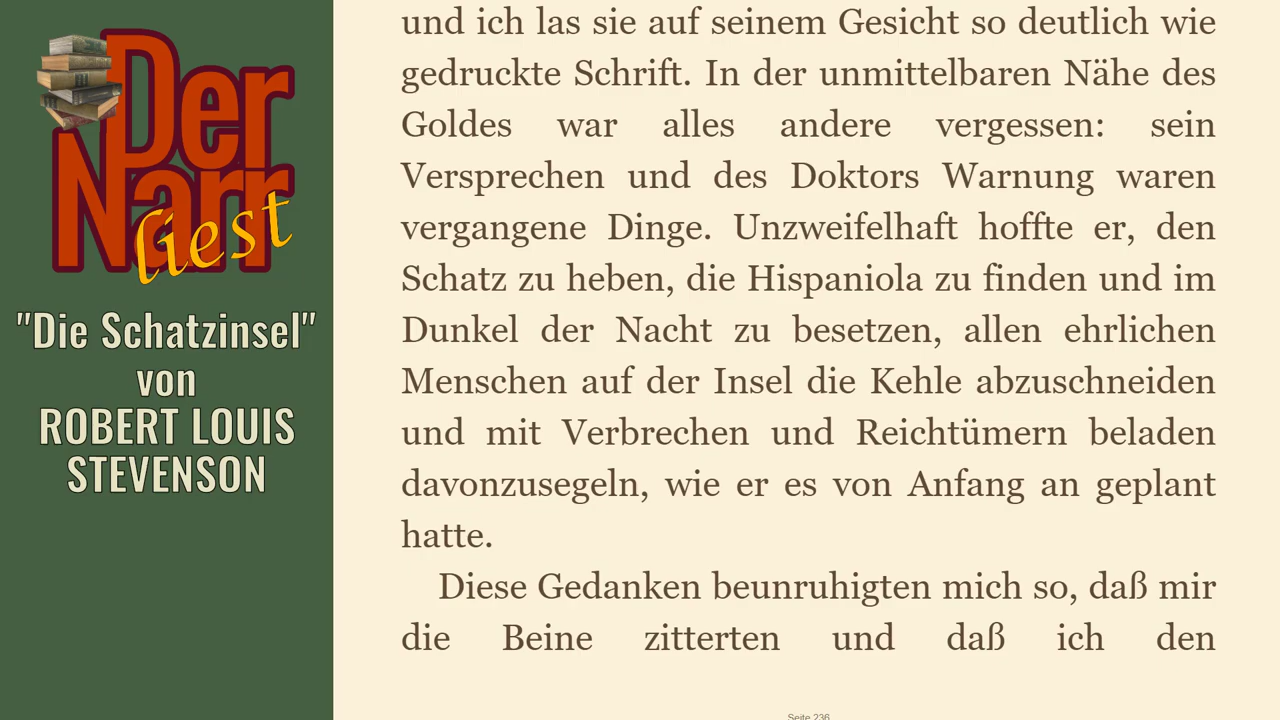 Der
Narr
liest
"Die Schatzinsel"
von
ROBERT LOUIS
STEVENSON
und ich las sie auf seinem Gesicht so deutlich wie
gedruckte Schrift. In der unmittelbaren Nähe des
Goldes war alles andere vergessen: sein
Versprechen und des Doktors Warnung waren
vergangene Dinge. Unzweifelhaft hoffte er, den
Schatz zu heben, die Hispaniola zu finden und im
Dunkel der Nacht zu besetzen, allen ehrlichen
Menschen auf der Insel die Kehle abzuschneiden
und mit Verbrechen und Reichtümern beladen
davonzusegeln, wie er es von Anfang an geplant
hatte.
Diese Gedanken beunruhigten mich so, daß mir
die Beine zitterten und daß ich den
Seite 236